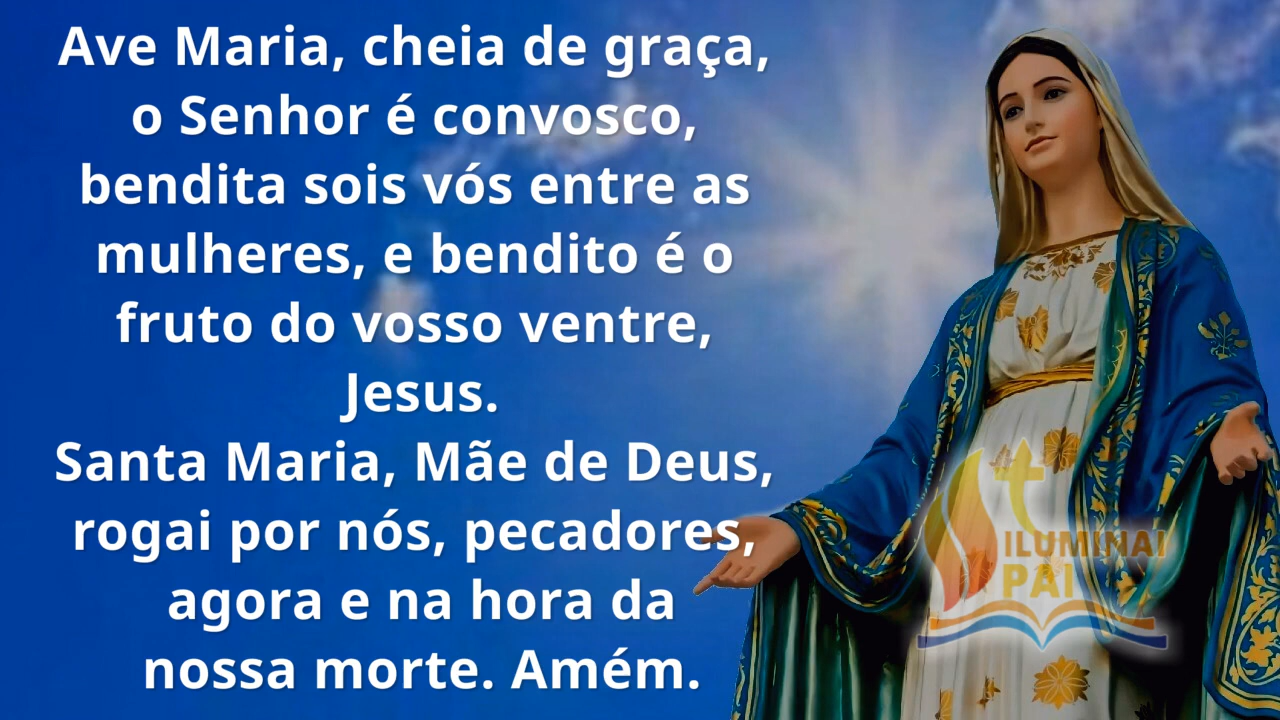 Ave Maria, cheia de graça,
o Senhor é convosco,
bendita sois vós entre as
mulheres, e bendito é o
fruto do vosso ventre,
Jesus.
Santa Maria, Mãe de Deus,
rogai por nós, pecadores,
agora e na hora da
nossa morte. Amém.
ILUMINAI
PAI